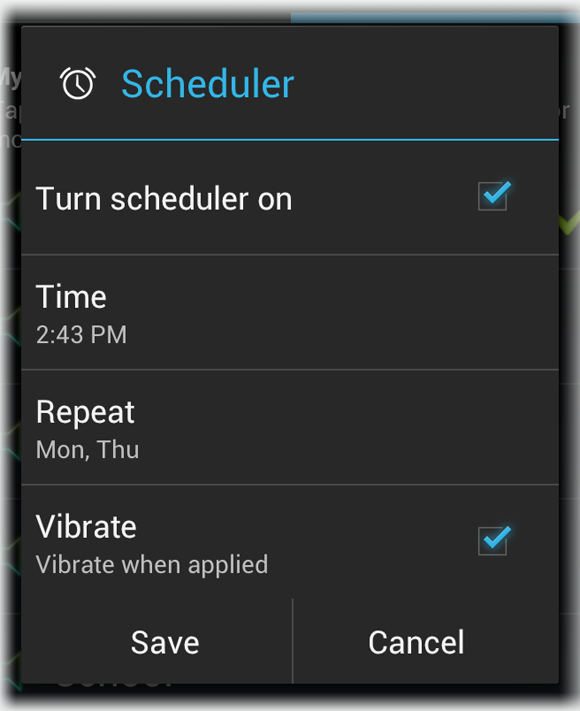 Scheduler
Turn scheduler on
Time
2:43 PM
Repeat
Mon, Thu
Vibrate
Vibrate when applied
Save
Cancel